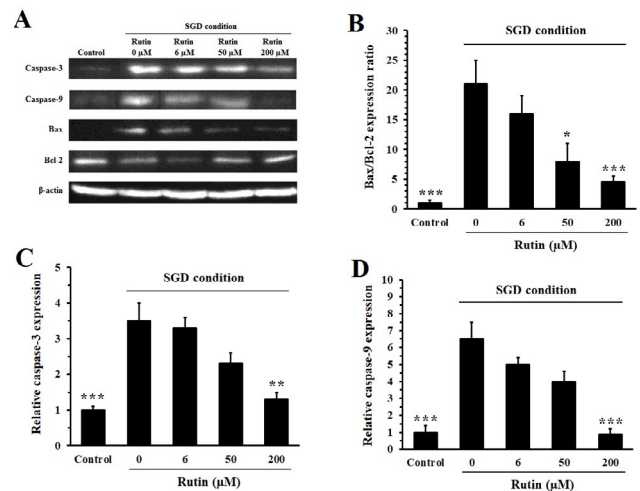 A
SGD condition
Control
Rutin 0 µM
Rutin 6 µM
Rutin 50 µM
Rutin 200 µM
Caspase-3
Caspase-9
Bax
Bcl 2
β-actin
B
SGD condition
Bax/Bcl-2 expression ratio
30
25
20
15
10
5
0
***
*
***
Control
0
6
50
200
Rutin (µM)
C
SGD condition
Relative caspase-3 expression
5
4
3
2
1
0
***
**
Control
0
6
50
200
Rutin (µM)
D
SGD condition
Relative caspase-9 expression
10
9
8
7
6
5
4
3
2
1
0
***
***
Control
0
6
50
200
Rutin (µM)